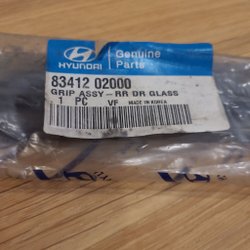 HYUNDAI
Genuine
Parts
83412 02000
GRIP ASSY-RR DR GLASS
1 PC VF MADE IN KOREA